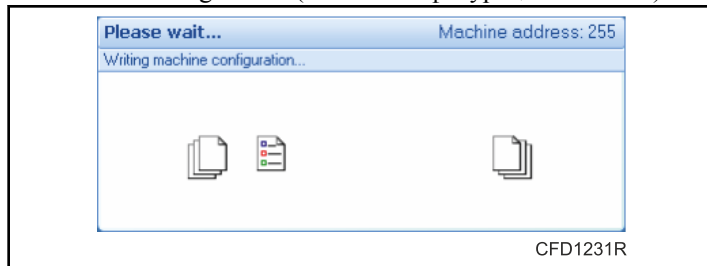 Please wait... Machine address: 255
Writing machine configuration...
CFD1231R